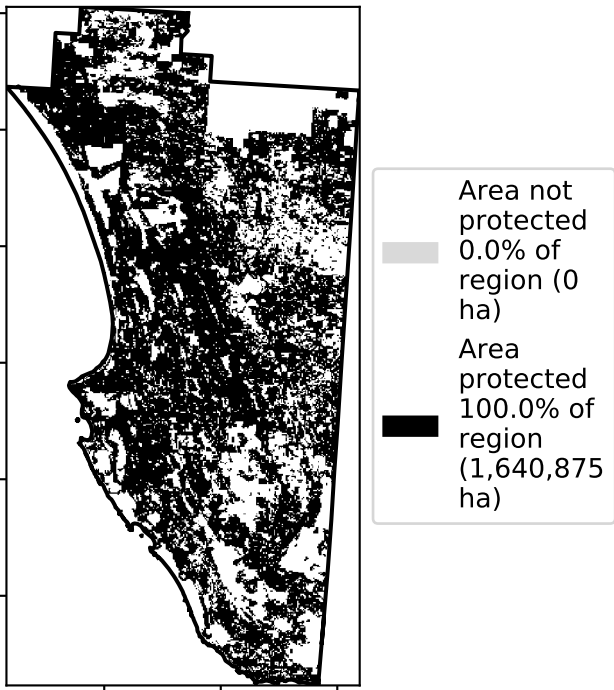 Area not
protected
0.0% of
region (0
ha)
Area
protected
100.0% of
region
(1,640,875
ha)